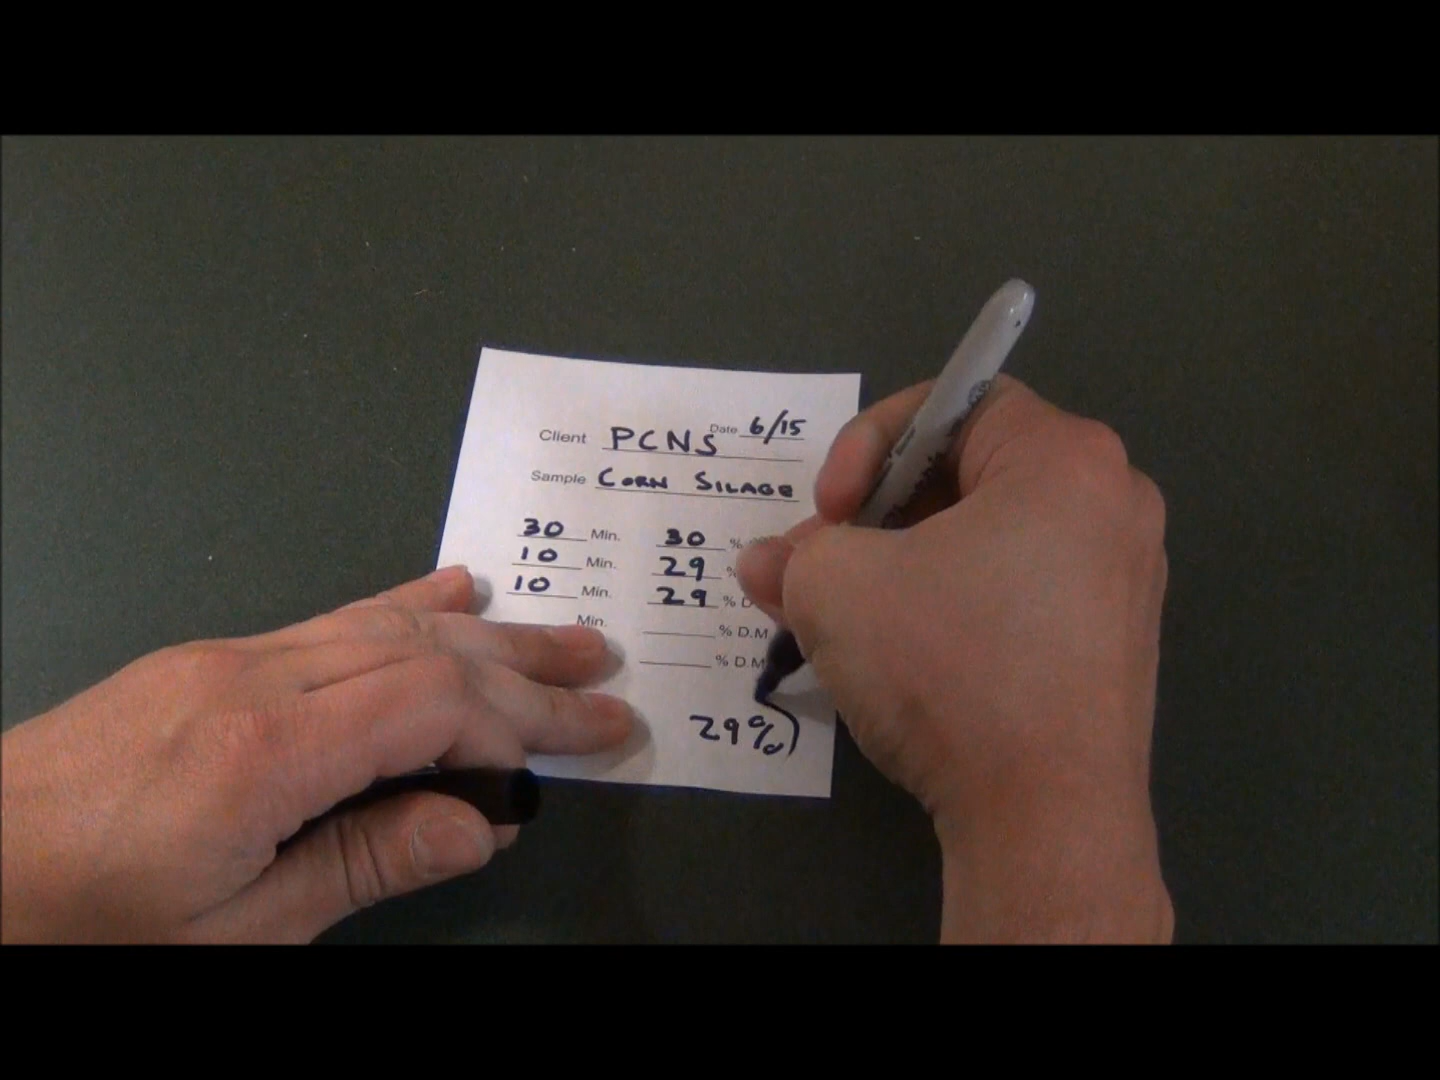 Date 6/15
Client PCNS
Sample CORN SILAGE
30 Min. 30 %
10 Min. 29 %
10 Min. 29 % D
Min. % D.M
% D.M
29%